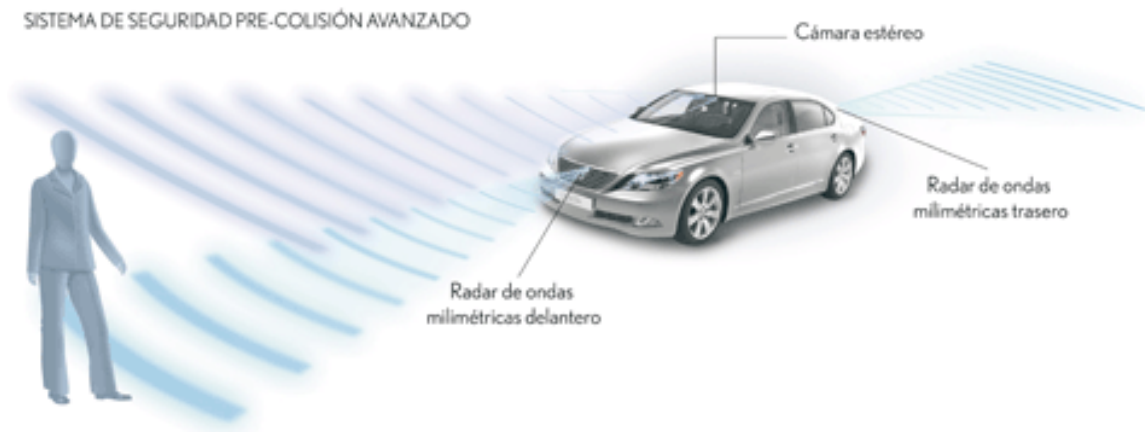 SISTEMA DE SEGURIDAD PRE-COLISIÓN AVANZADO
Cámara estéreo
Radar de ondas
milimétricas trasero
Radar de ondas
milimétricas delantero